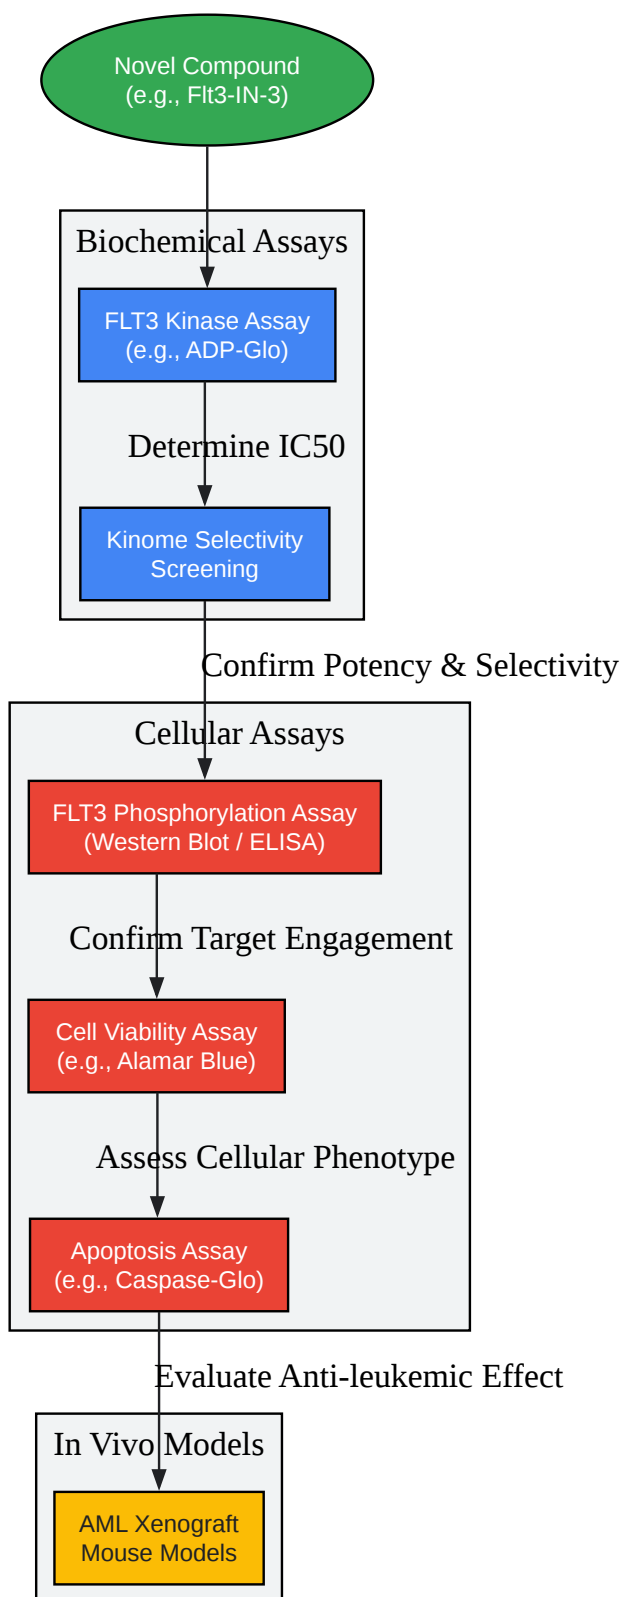 Novel Compound
(e.g., Flt3-IN-3)
Biochemical Assays
FLT3 Kinase Assay
(e.g., ADP-Glo)
Determine IC50
Kinome Selectivity
Screening
Confirm Potency & Selectivity
Cellular Assays
FLT3 Phosphorylation Assay
(Western Blot / ELISA)
Confirm Target Engagement
Cell Viability Assay
(e.g., Alamar Blue)
Assess Cellular Phenotype
Apoptosis Assay
(e.g., Caspase-Glo)
Evaluate Anti-leukemic Effect
In Vivo Models
AML Xenograft
Mouse Models